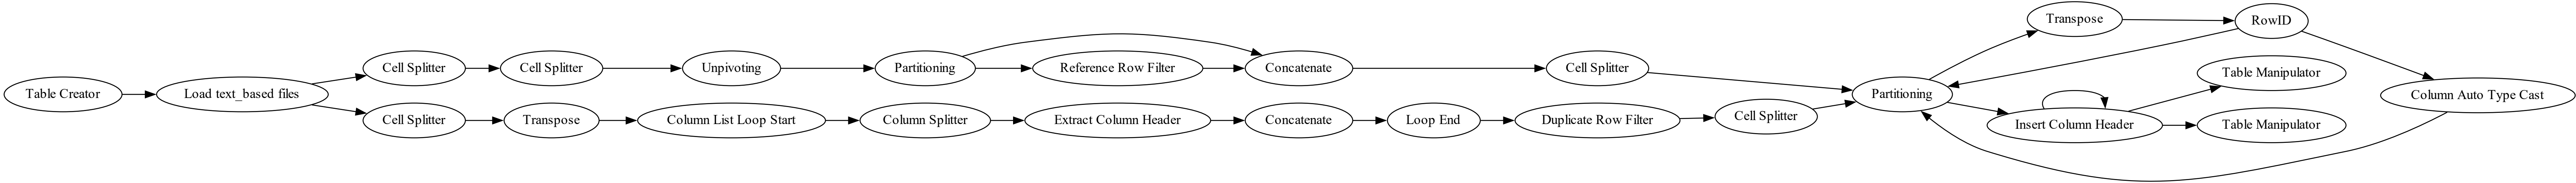 Table Creator
Load text_based files
Cell Splitter
Cell Splitter
Unpivoting
Partitioning
Reference Row Filter
Concatenate
Cell Splitter
Cell Splitter
Transpose
Column List Loop Start
Column Splitter
Extract Column Header
Concatenate
Loop End
Duplicate Row Filter
Cell Splitter
Partitioning
Transpose
RowID
Table Manipulator
Insert Column Header
Table Manipulator
Column Auto Type Cast